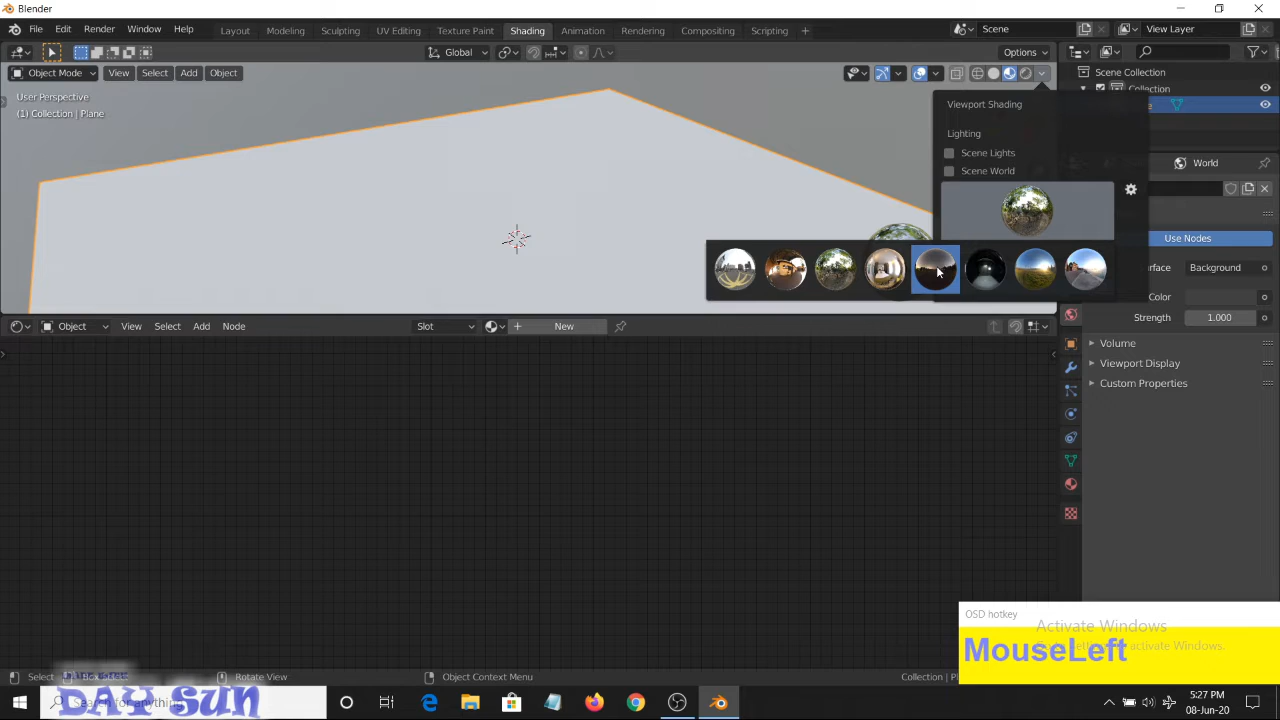 Blender
File Edit Render Window Help Layout Modeling Sculpting UV Editing Texture Paint Shading Animation Rendering Compositing Scripting + Scene View Layer
Global Options
Object Mode View Select Add Object
Scene Collection
Collection
User Perspective
(1) Collection | Plane
Viewport Shading
Lighting
Scene Lights
Scene World
World
Use Nodes
Background
Color
Strength 1.000
Object View Select Add Node Slot + New
Volume
Viewport Display
Custom Properties
OSD hotkey
Activate Windows
MouseLeft
activate Windows.
Select
Rotate View
Object Context Menu
DAY SUN
5:27 PM
08-Jun-20